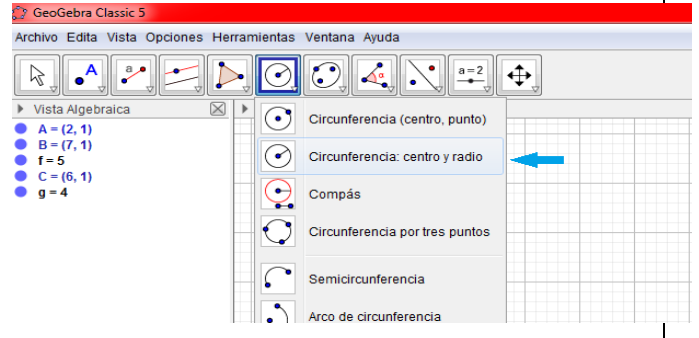 GeoGebra Classic 5
Archivo Edita Vista Opciones Herramientas Ventana Ayuda
A a α a=2
Vista Algebraica
A = (2, 1)
B = (7, 1)
f = 5
C = (6, 1)
g = 4
Circunferencia (centro, punto)
Circunferencia: centro y radio
Compás
Circunferencia por tres puntos
Semicircunferencia
Arco de circunferencia